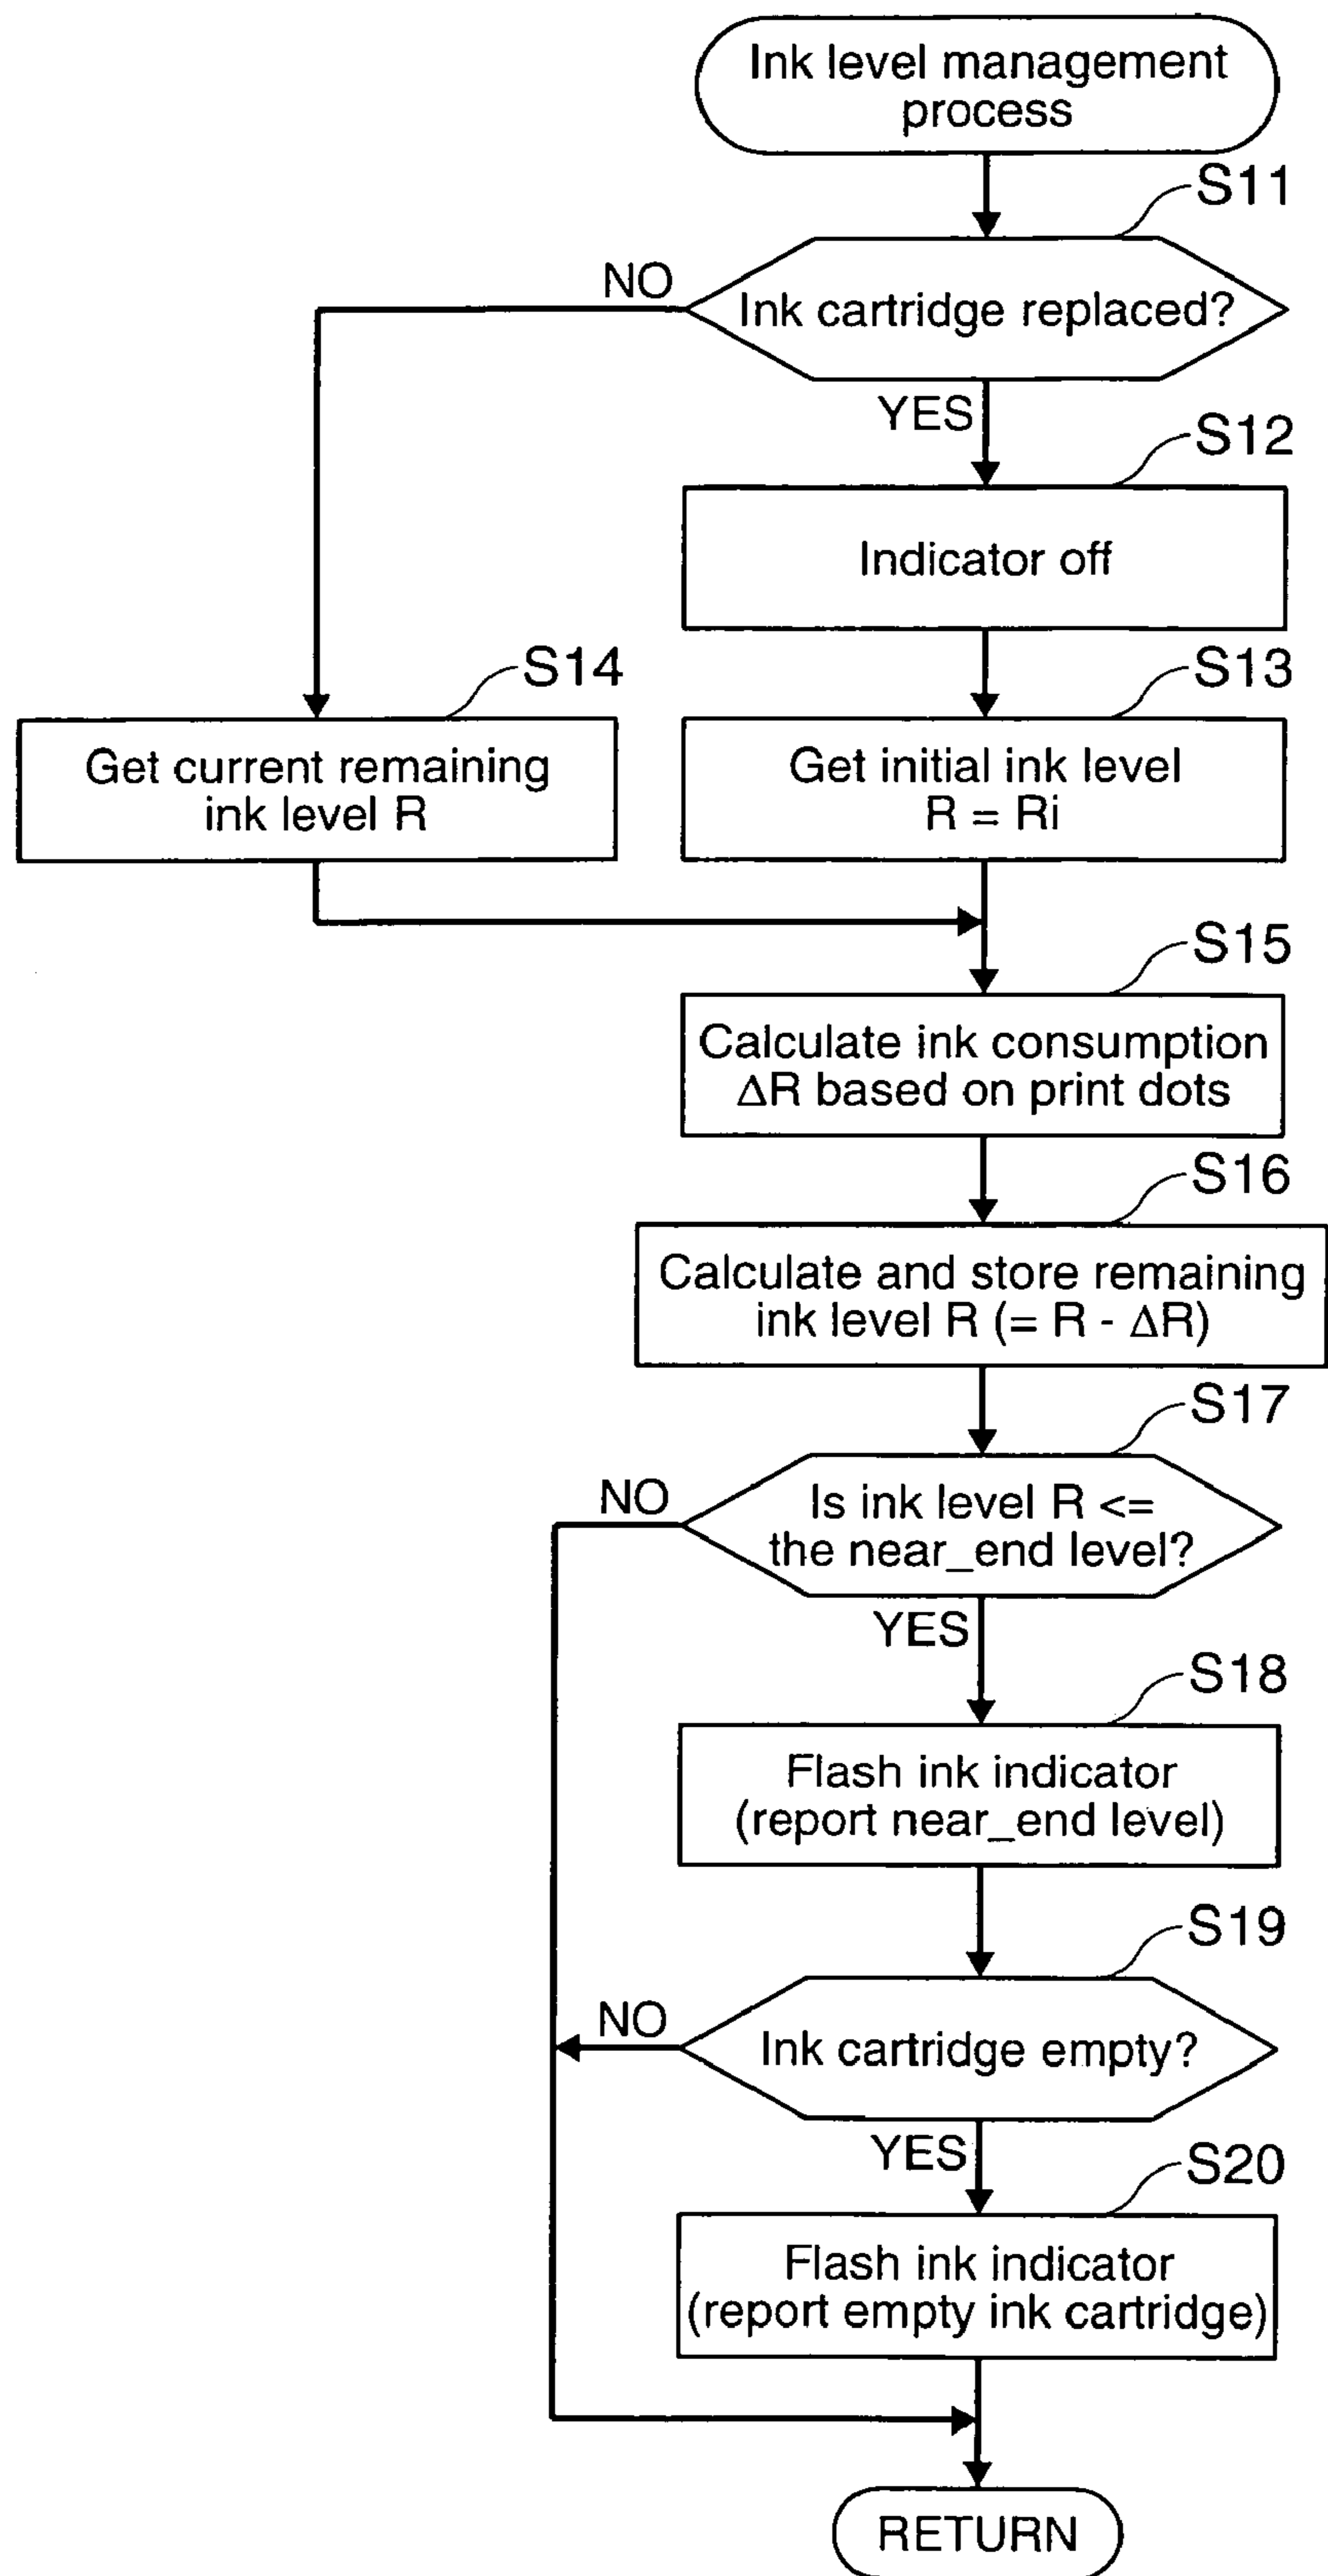 Ink level management
process
S11
NO
Ink cartridge replaced?
YES
S12
Indicator off
S14
S13
Get current remaining
ink level R
Get initial ink level
R = Ri
S15
Calculate ink consumption
ΔR based on print dots
S16
Calculate and store remaining
ink level R (= R - ΔR)
S17
NO
Is ink level R <=
the near_end level?
YES
S18
Flash ink indicator
(report near_end level)
S19
NO
Ink cartridge empty?
YES
S20
Flash ink indicator
(report empty ink cartridge)
RETURN